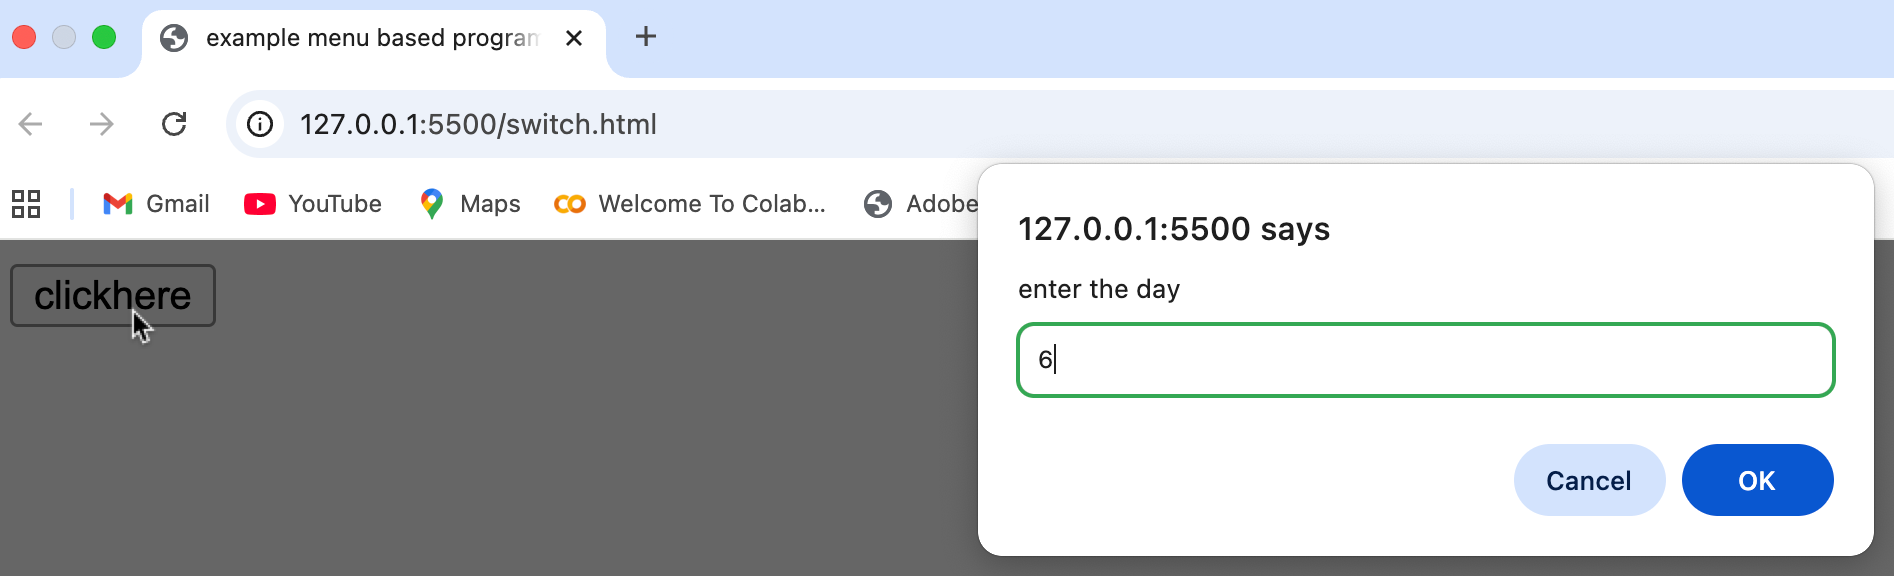 example menu based program
127.0.0.1:5500/switch.html
Gmail YouTube Maps Welcome To Colab... Adobe
127.0.0.1:5500 says
enter the day
6
Cancel OK
clickhere